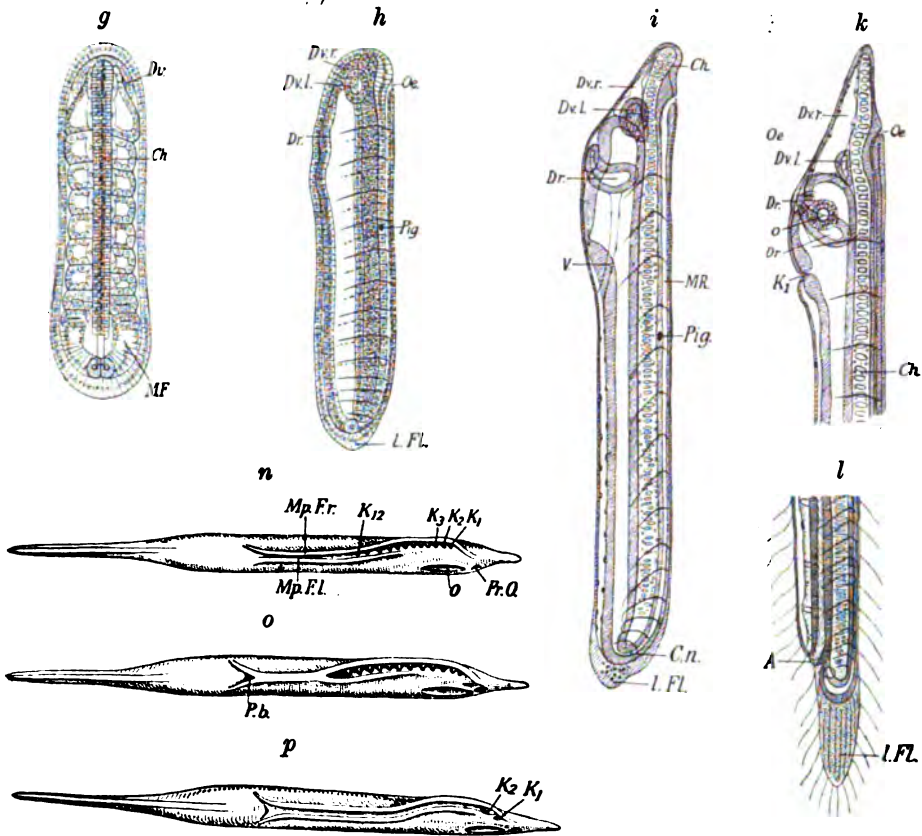 g
Dv.
Ch
MF
h
Dv.r.
Dv.l.
Oe.
Dr.
Pig
l.Fl.
i
Ch.
Dv.r.
Dv.l.
Dr.
V
MR.
Pig.
C.n.
l.Fl.
k
Dv.r
Oe
Oe
Dv.l.
Dr.
o
Dr
K1
Ch.
l
A
l.Fl.
n
Mp.F.r.
K12
K3 K2 K1
Mp.F.l.
O
Pr.O.
o
P.b.
p
K2 K1